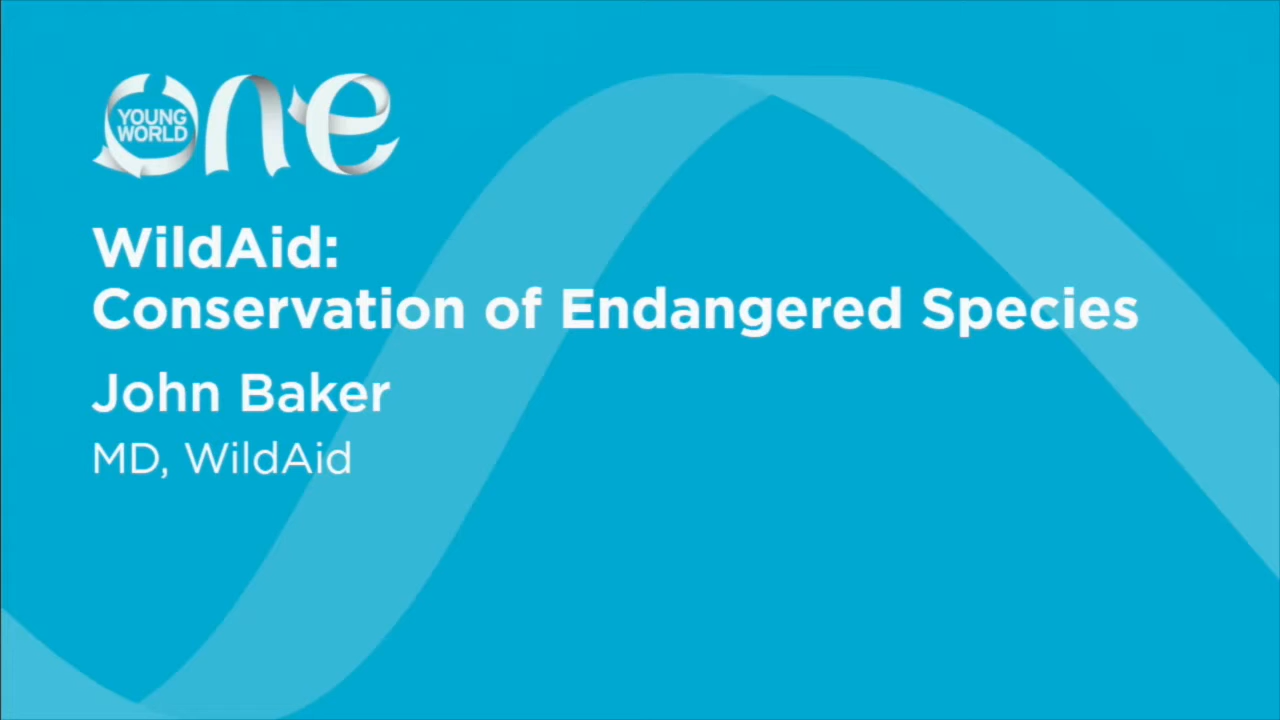 one
YOUNG
WORLD
WildAid:
Conservation of Endangered Species
John Baker
MD, WildAid